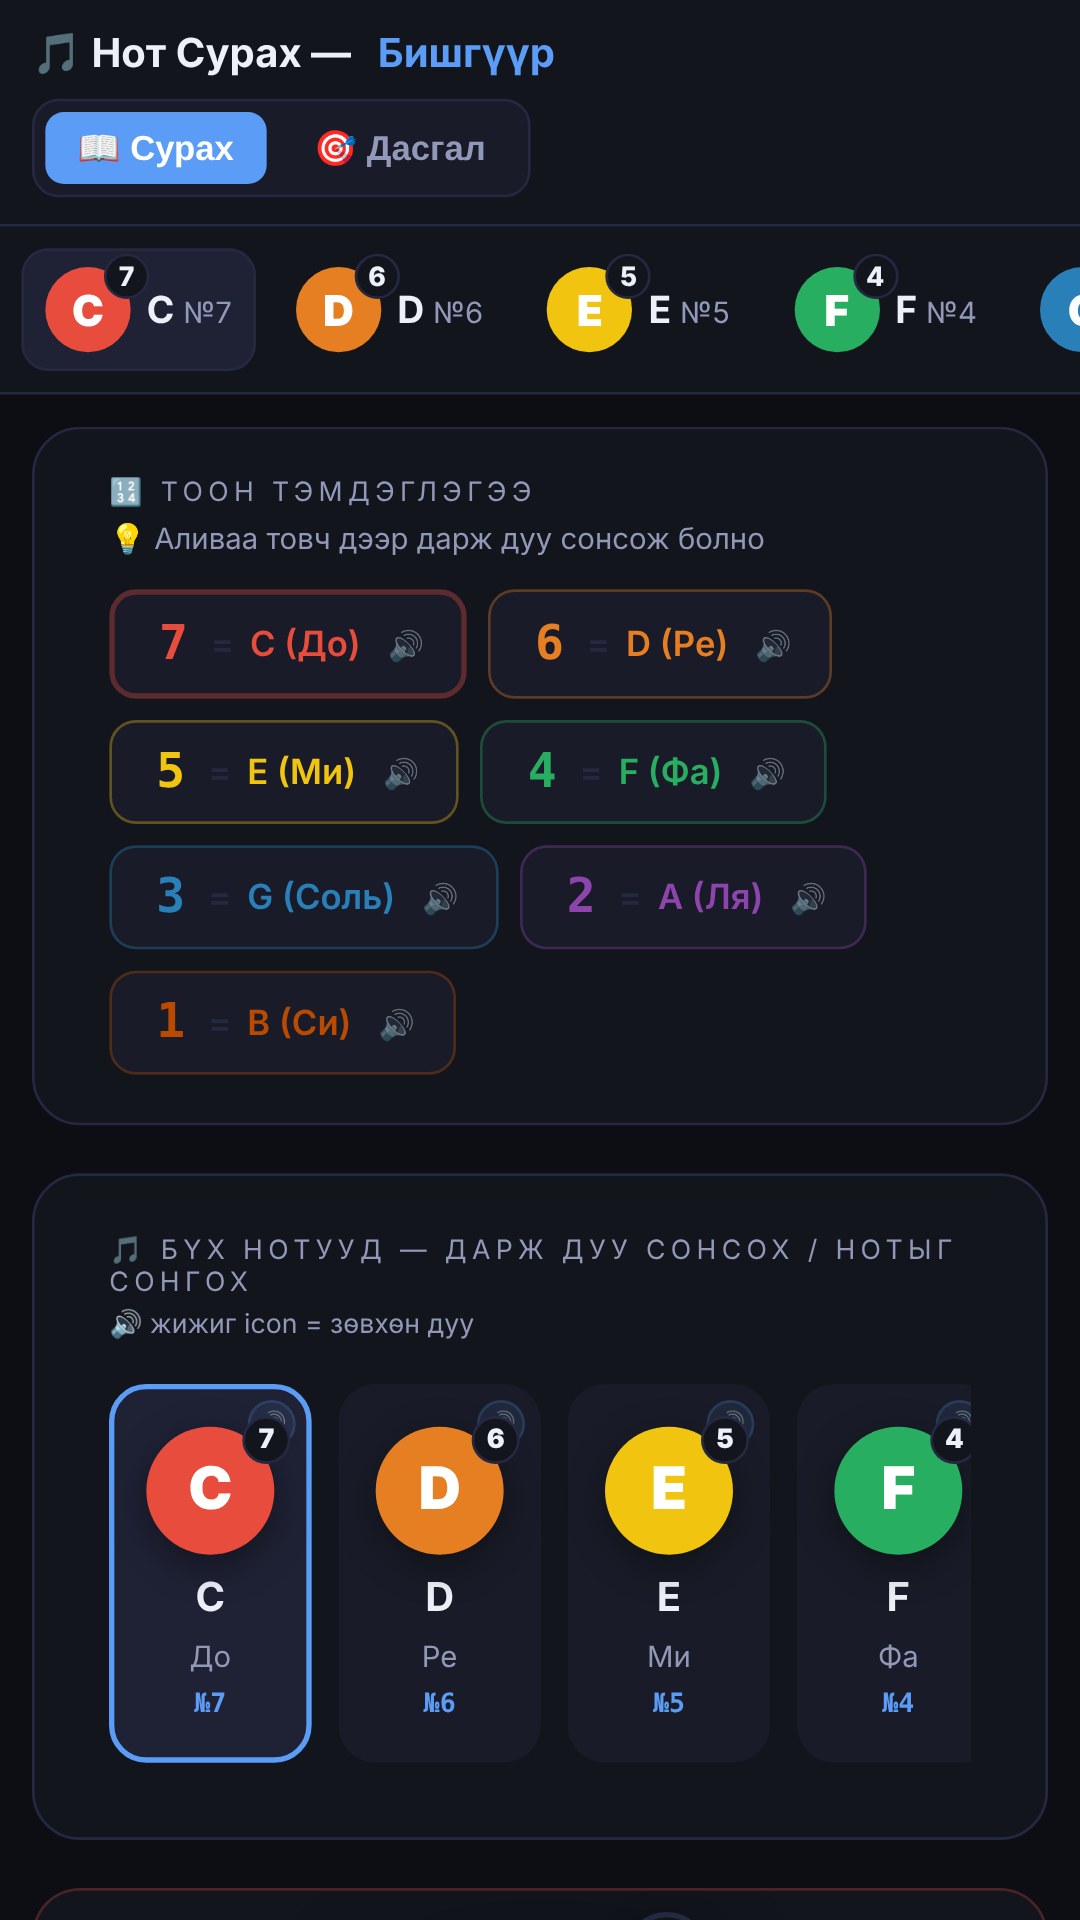 🎵 Нот Сурах — Бишгүүр
📖 Сурах 🎯 Дасгал
C 7 C №7 D 6 D №6 E 5 E №5 F 4 F №4
🔢 ТООН ТЭМДЭГЛЭГЭЭ
💡 Аливаа товч дээр дарж дуу сонсож болно
7 = C (До) 🔊 6 = D (Ре) 🔊
5 = E (Ми) 🔊 4 = F (Фа) 🔊
3 = G (Соль) 🔊 2 = A (Ля) 🔊
1 = B (Си) 🔊
🎵 БҮХ НОТУУД — ДАРЖ ДУУ СОНСОХ / НОТЫГ
СОНГОХ
🔊 жижиг icon = зөвхөн дуу
7 6 5 4
C D E F
C D E F
До Ре Ми Фа
№7 №6 №5 №4